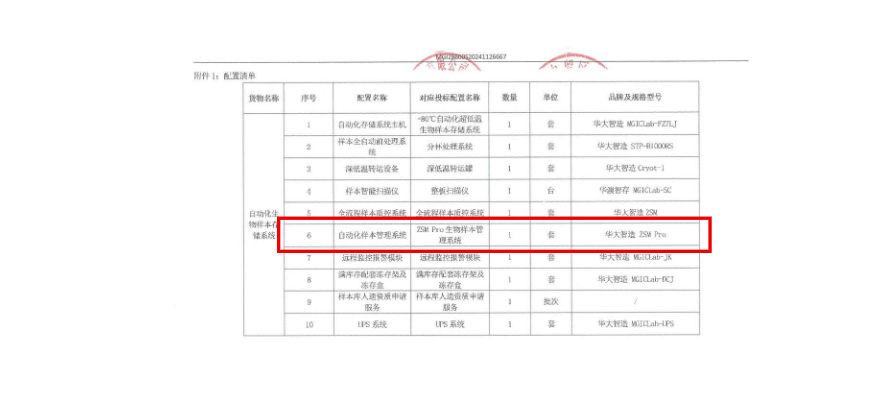 附件 1：配置清单
货物名称 序号 配置名称 对应投标配置名称 数量 单位 品牌及规格型号
自动化生
物样本存
储系统
1 自动化存储系统主机 -80℃自动化超低温
生物样本存储系统 1 套 华大智造 MGICLab-FZ7LJ
2 样本全自动前处理系
统 分杯处理系统 1 套 华大智造 STP-B1000RS
3 深低温转运设备 深低温转运罐 1 套 华大智造 Cryot-1
4 样本智能扫描仪 整板扫描仪 1 台 MGICLab-SC
5 全流程样本质控系统 全流程样本质控系统 1 套 华大智造 ZSM
6 自动化样本管理系统 ZSM Pro 生物样本管
理系统 1 套 华大智造 ZSM Pro
7 远程监控报警模块 远程监控报警模块 1 套 华大智造 MGICLab-JK
8 满库存配套冻存架及
冻存盒 满库存配套冻存架及
冻存盒 1 套 华大智造 MGICLab-DCJ
9 样本库人遗资质申请
服务 样本库人遗资质申请
服务 1 批次 /
10 UPS 系统 UPS 系统 1 套 华大智造 MGICLab-UPS